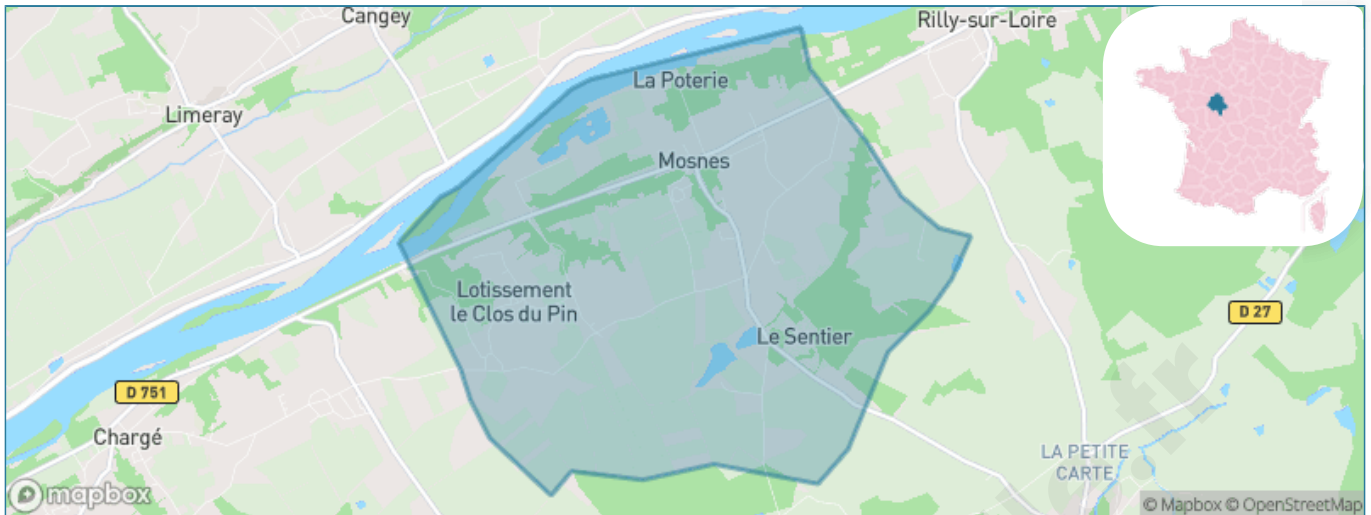 Cangey
Rilly-sur-Loire
La Poterie
Limeray
Mosnes
Lotissement
le Clos du Pin
D 27
Le Sentier
D 751
Chargé
LA PETITE
CARTE
mapbox
© Mapbox © OpenStreetMap